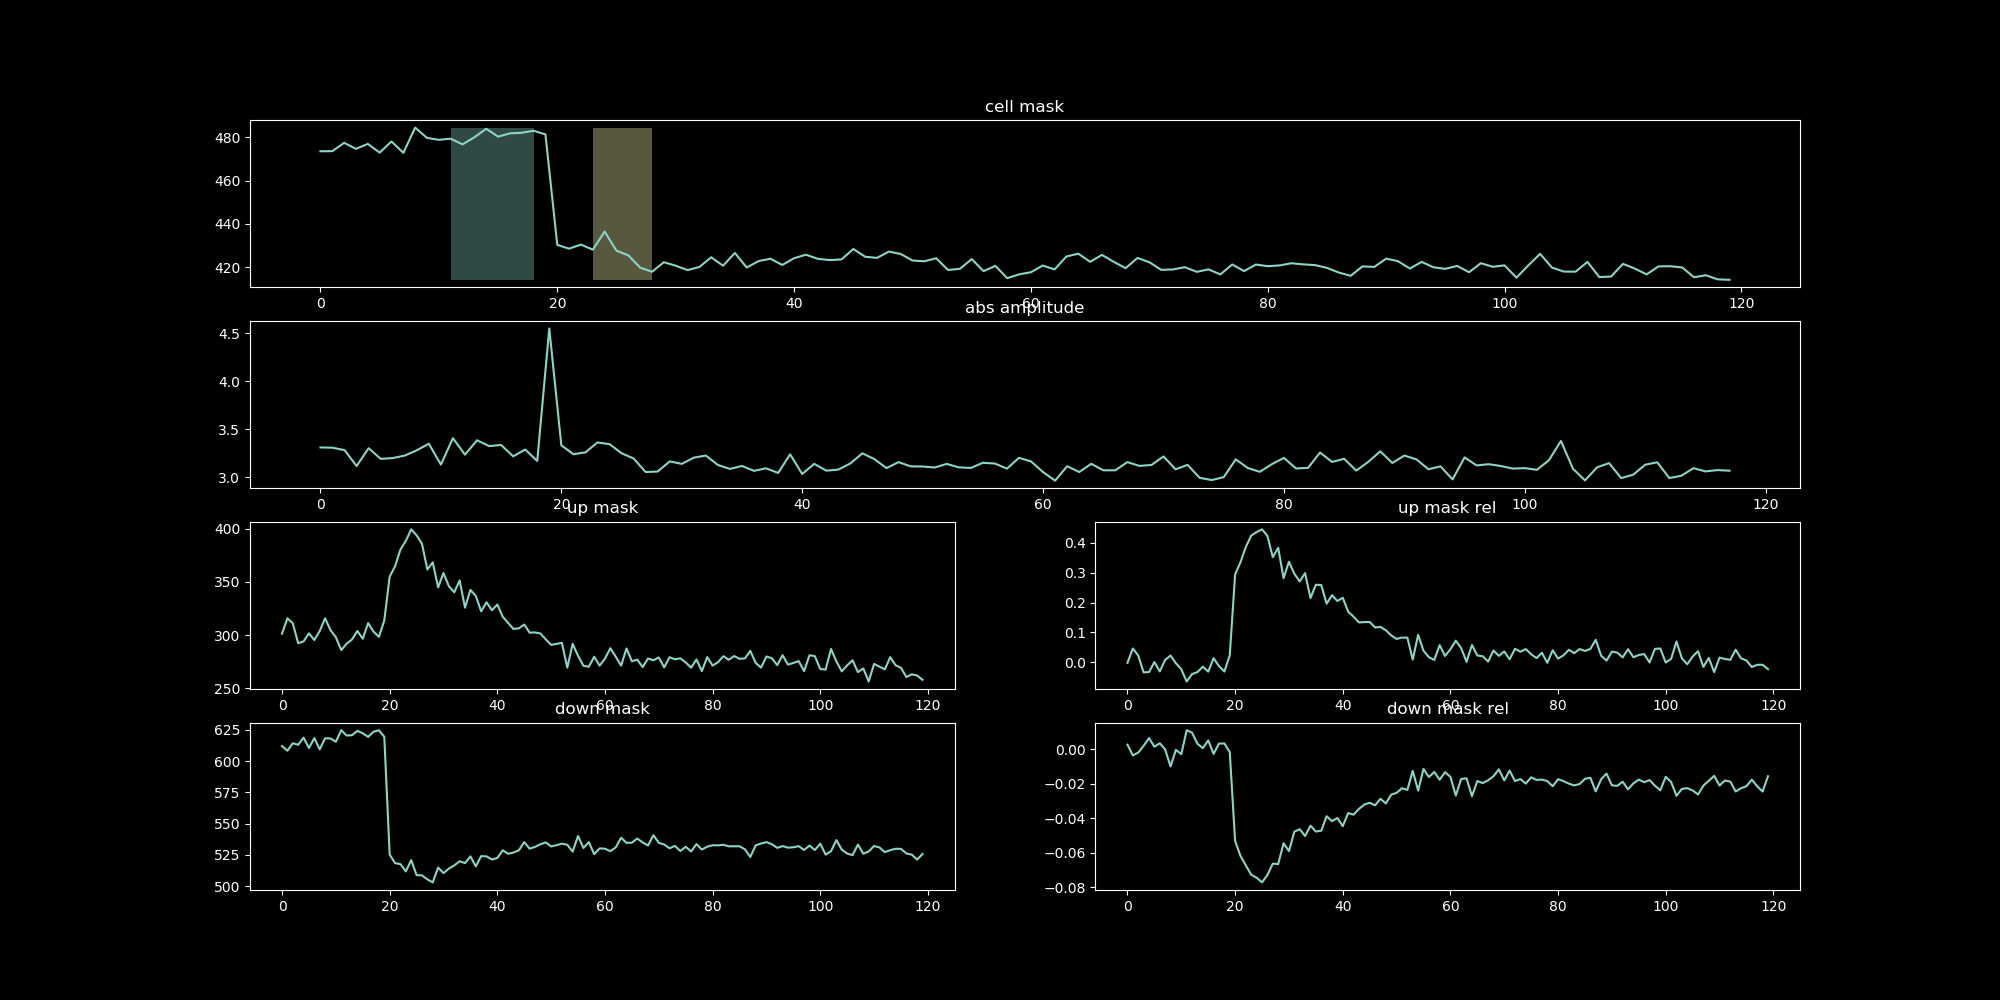 cell mask
480
460
440
420
0 20 40 60 80 100 120
abs amplitude
4.5
4.0
3.5
3.0
0 20 40 60 80 100 120
up mask
400
350
300
250
0 20 40 60 80 100 120
up mask rel
0.4
0.3
0.2
0.1
0.0
0 20 40 60 80 100 120
down mask
625
600
575
550
525
500
0 20 40 60 80 100 120
down mask rel
0.00
−0.02
−0.04
−0.06
−0.08
0 20 40 60 80 100 120